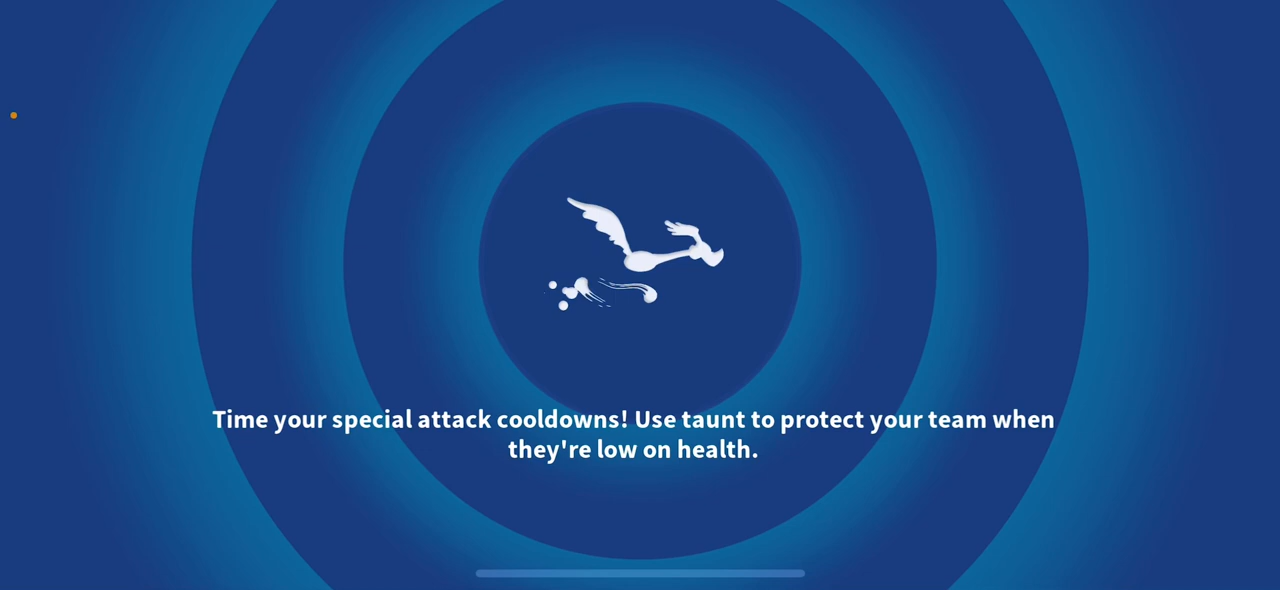 Time your special attack cooldowns! Use taunt to protect your team when
they're low on health.